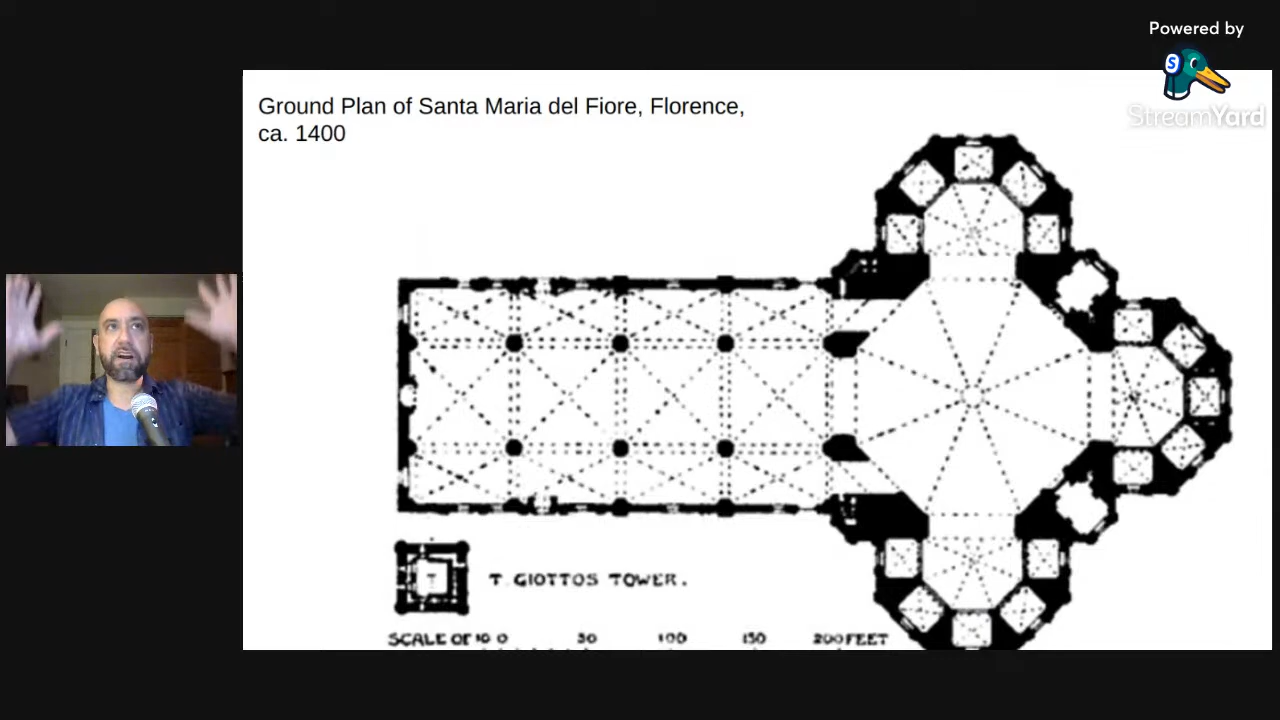 Powered by
S
StreamYard
Ground Plan of Santa Maria del Fiore, Florence,
ca. 1400
T
T. GIOTTOS TOWER.
SCALE OF 10 0 50 100 150 200 FEET